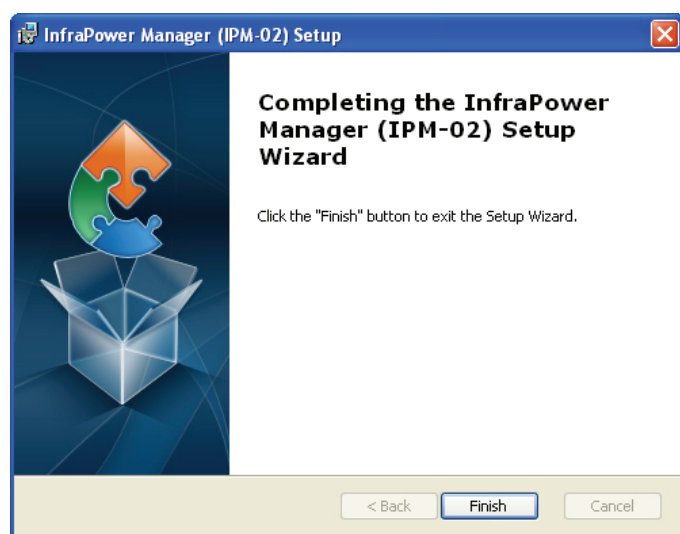 InfraPower Manager (IPM-02) Setup
Completing the InfraPower
Manager (IPM-02) Setup
Wizard
Click the "Finish" button to exit the Setup Wizard.
< Back
Finish
Cancel